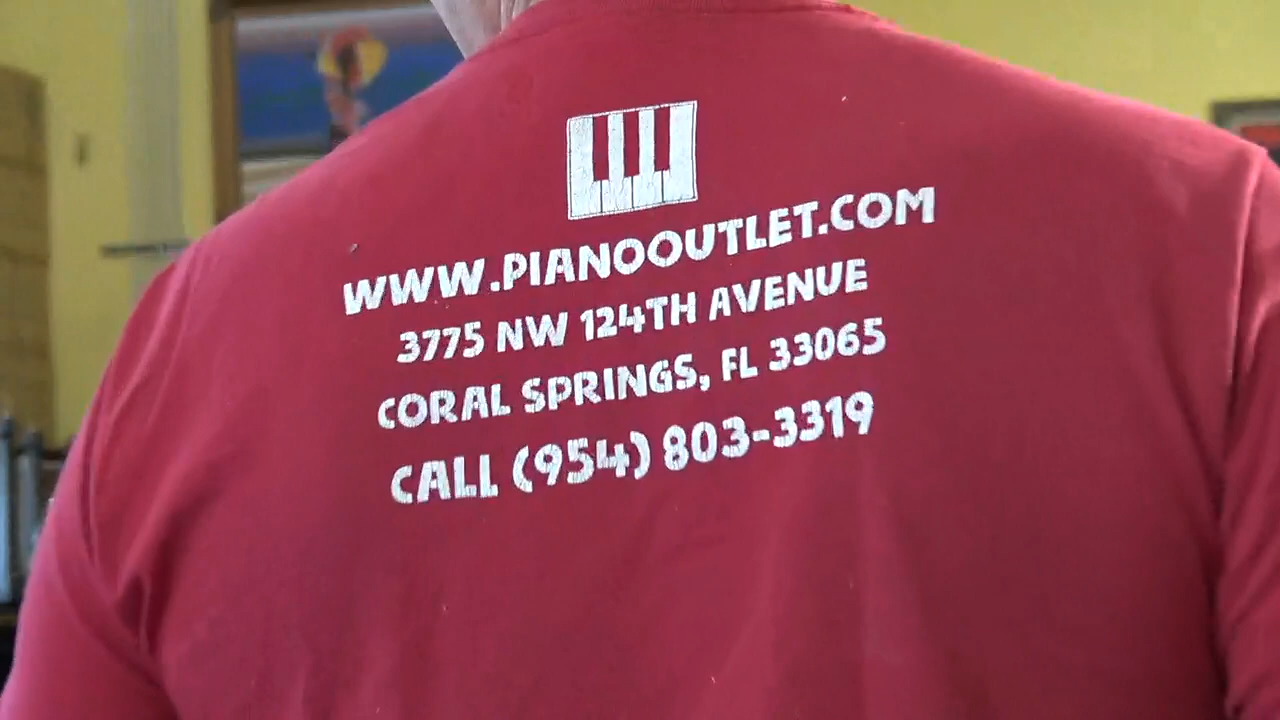 WWW.PIANOOUTLET.COM
3775 NW 124TH AVENUE
CORAL SPRINGS, FL 33065
CALL (954) 803-3319